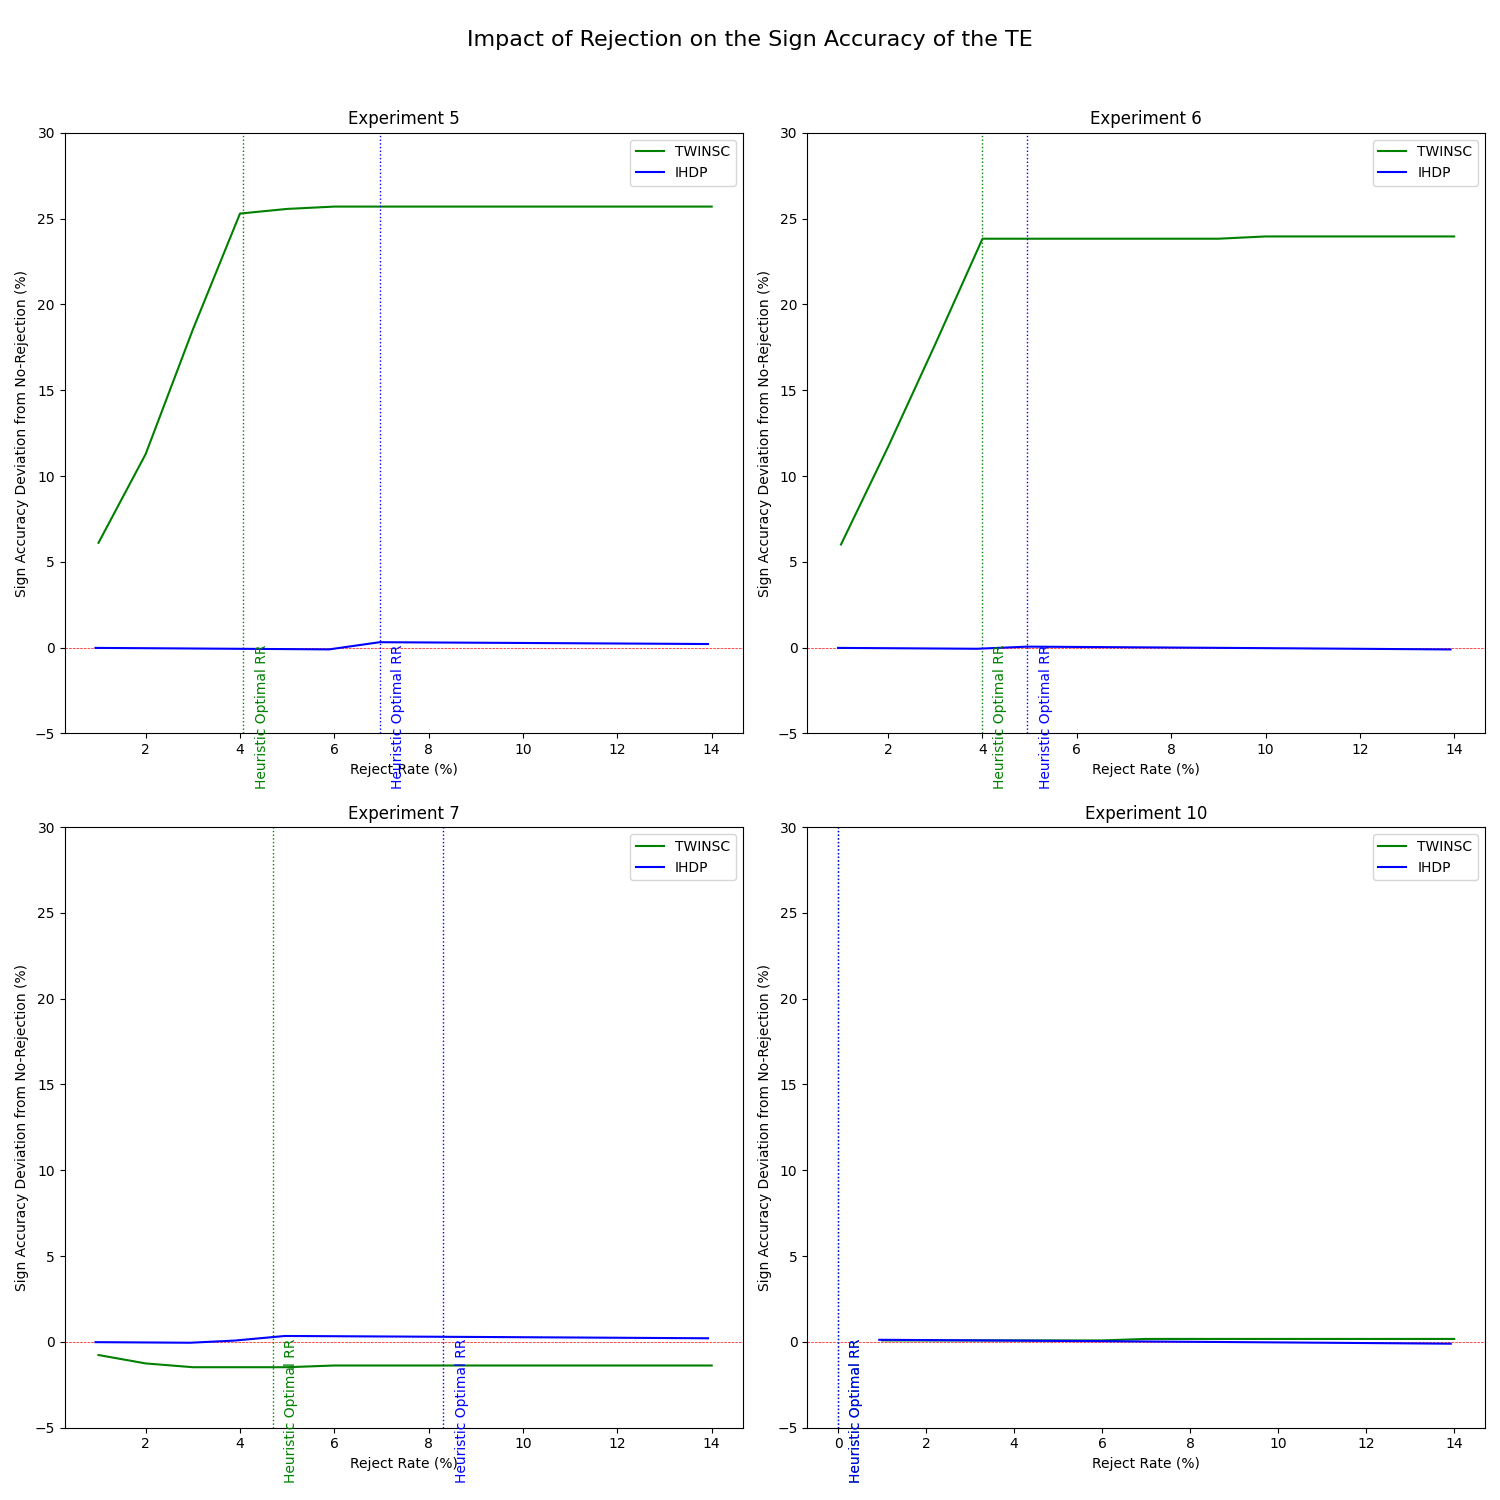 Impact of Rejection on the Sign Accuracy of the TE
Experiment 5
30
25
20
15
10
5
0
−5
Sign Accuracy Deviation from No-Rejection (%)
TWINSC
IHDP
Heuristic Optimal RR
Heuristic Optimal RR
2 4 6 8 10 12 14
Reject Rate (%)
Experiment 6
30
25
20
15
10
5
0
−5
Sign Accuracy Deviation from No-Rejection (%)
TWINSC
IHDP
Heuristic Optimal RR
Heuristic Optimal RR
2 4 6 8 10 12 14
Reject Rate (%)
Experiment 7
30
25
20
15
10
5
0
−5
Sign Accuracy Deviation from No-Rejection (%)
TWINSC
IHDP
Heuristic Optimal RR
Heuristic Optimal RR
2 4 6 8 10 12 14
Reject Rate (%)
Experiment 10
30
25
20
15
10
5
0
−5
Sign Accuracy Deviation from No-Rejection (%)
TWINSC
IHDP
Heuristic Optimal RR
0 2 4 6 8 10 12 14
Reject Rate (%)